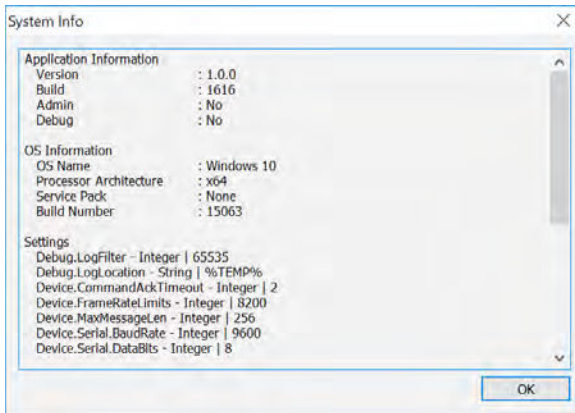 System Info
Application Information
Version : 1.0.0
Build : 1616
Admin : No
Debug : No
OS Information
OS Name : Windows 10
Processor Architecture : x64
Service Pack : None
Build Number : 15063
Settings
Debug.LogFilter - Integer | 65535
Debug.LogLocation - String | %TEMP%
Device.CommandAckTimeout - Integer | 2
Device.FrameRateLimits - Integer | 8200
Device.MaxMessageLen - Integer | 256
Device.Serial.BaudRate - Integer | 9600
Device.Serial.DataBits - Integer | 8
OK